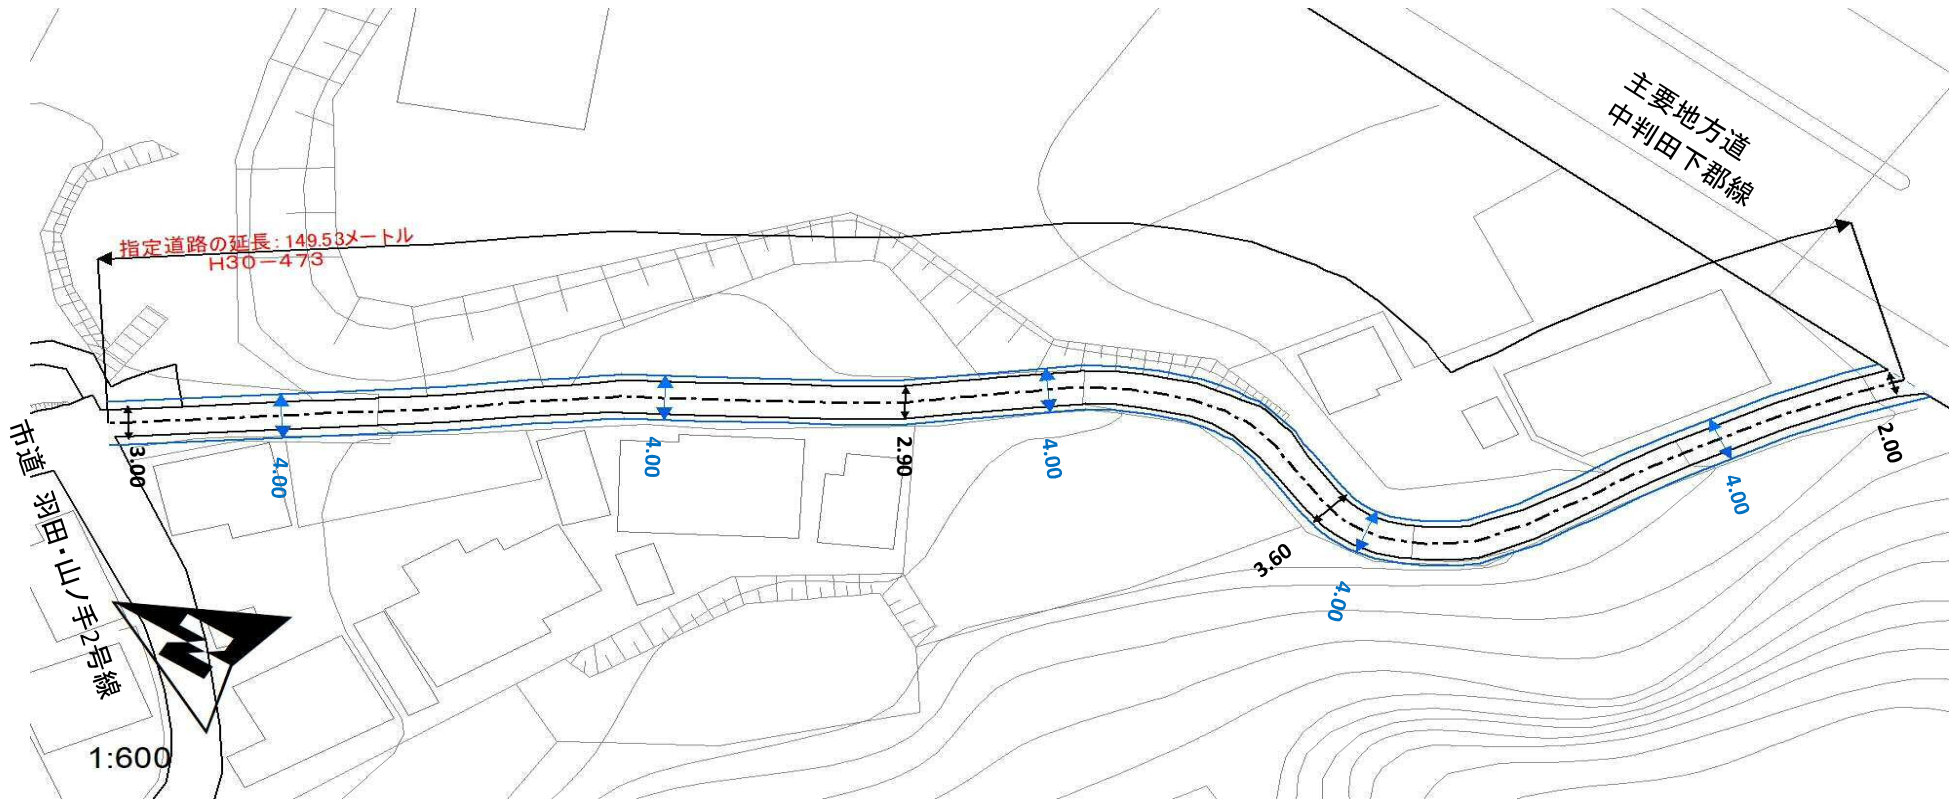 主要地方道
中判田下郡線
指定道路の延長:149.53メートル
H30-473
3.00
4.00
4.00
2.90
4.00
3.60
4.00
4.00
2.00
市道 羽田・山ノ手2号線
N
1:600